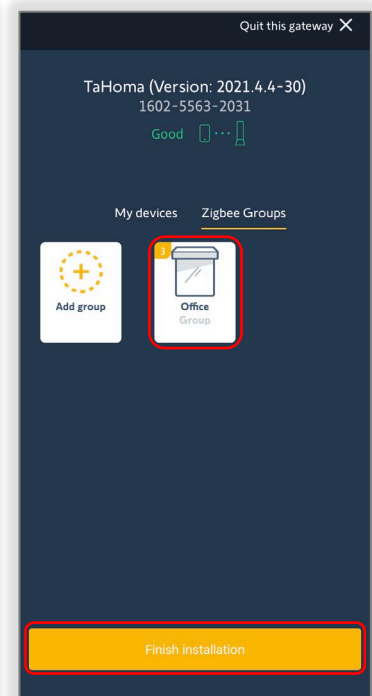 Quit this gateway X
TaHoma (Version: 2021.4.4-30)
1602-5563-2031
Good
My devices Zigbee Groups
3
Add group
Office
Group
Finish installation